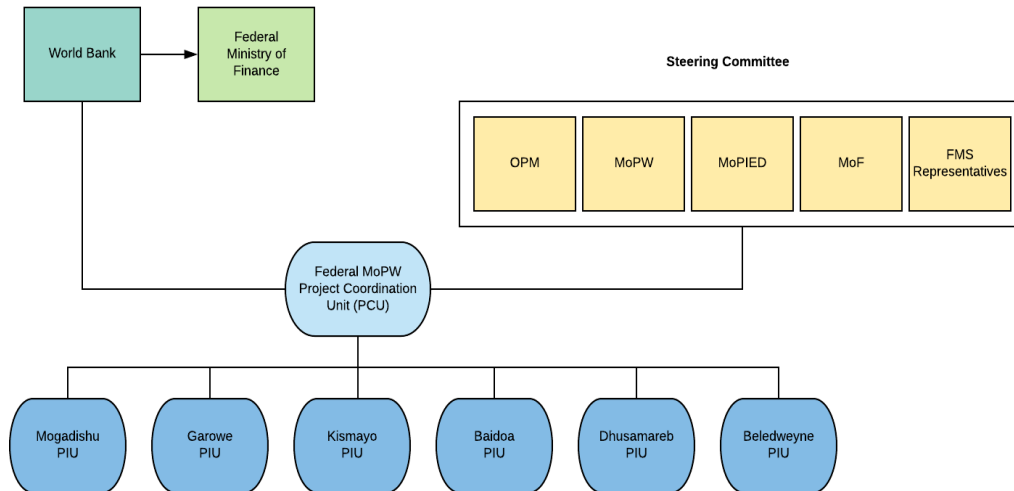 World Bank
Federal
Ministry of
Finance
Steering Committee
OPM
MoPW
MoPIED
MoF
FMS
Representatives
Federal MoPW
Project Coordination
Unit (PCU)
Mogadishu
PIU
Garowe
PIU
Kismayo
PIU
Baidoa
PIU
Dhusamareb
PIU
Beledweyne
PIU